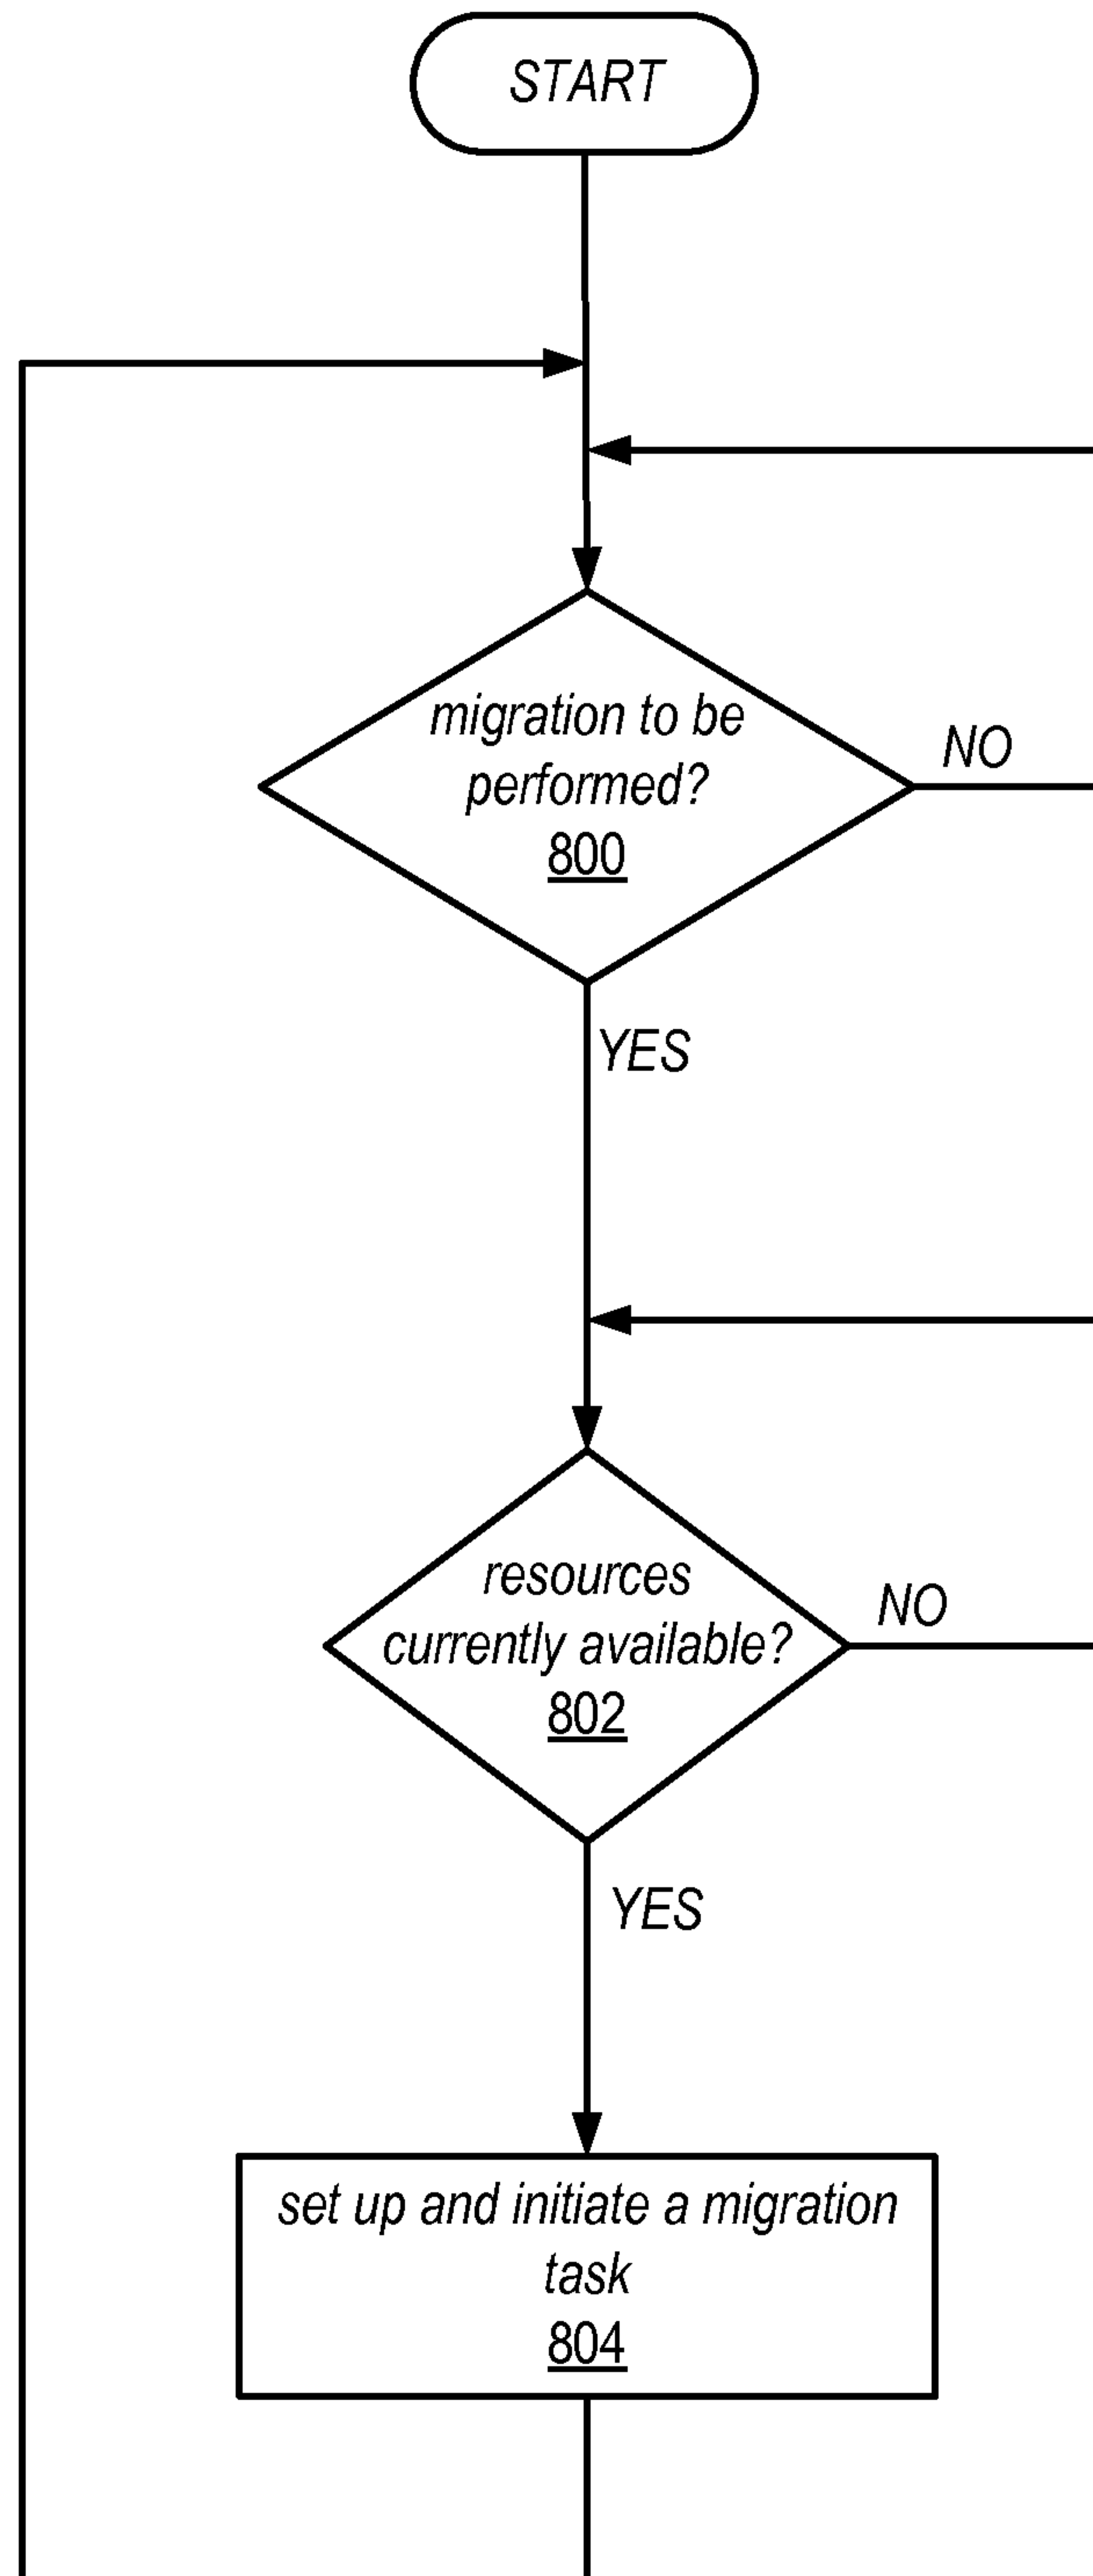 START
migration to be
performed?
800
NO
YES
resources
currently available?
802
NO
YES
set up and initiate a migration
task
804